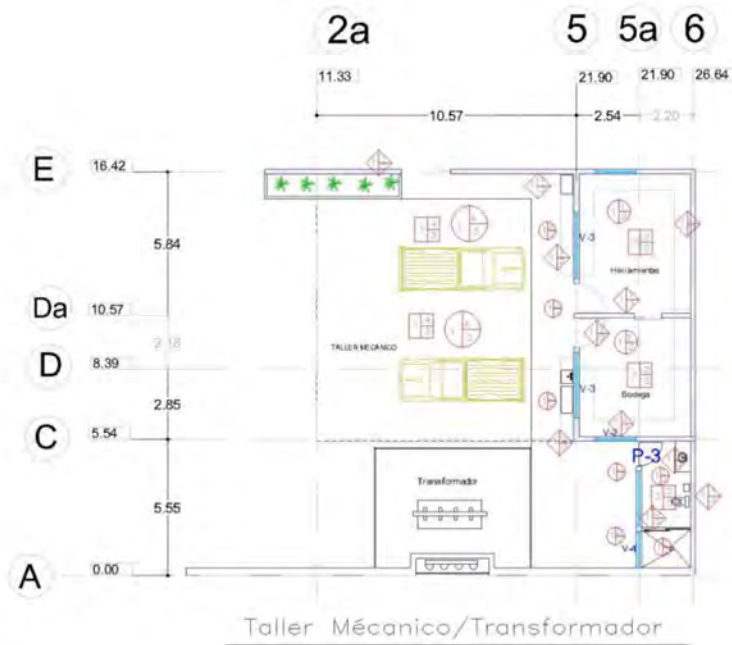 2a 5 5a 6
11.33 21.90 21.90 26.64
10.57 2.54 2.20
E 16.42
5.84
V-3
Herramientas
Da 10.57
2.18
TALLER MECANICO
D 8.39
V-3
Bodega
2.85
V-3
C 5.54
P-3
Transformador
5.55
V-4
A 0.00
Taller Mécanico/Transformador